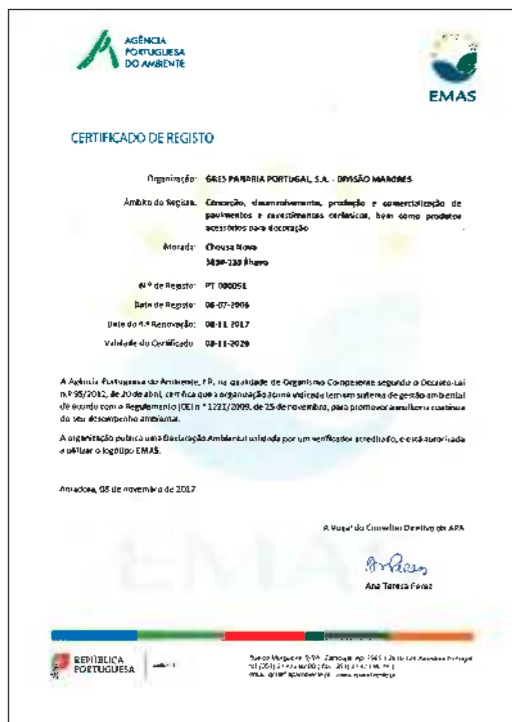 AGÊNCIA
PORTUGUESA
DO AMBIENTE
EMAS
CERTIFICADO DE REGISTO
Organização: GRES PANARIA PORTUGAL, S.A. - DIVISÃO MARGRES
Âmbito do Registo: Conceção, desenvolvimento, produção e comercialização de
pavimentos e revestimentos cerâmicos, bem como produtos
acessórios para decoração
Morada: Chousa Nova
Ílhavo
N.º de Registo: PT 000051
Data de Registo:
Data da 4.ª Renovação: 08-11-2017
Validade do Certificado: 08-11-2020
A Agência Portuguesa do Ambiente, I.P., na qualidade de Organismo Competente segundo o Decreto-Lei
n.º 95/2012, de 20 de abril, certifica que a organização acima indicada tem um sistema de gestão ambiental
de acordo com o Regulamento (CE) n.º 1221/2009, de 25 de novembro, para promover a melhoria contínua
do seu desempenho ambiental.
A organização publica uma Declaração Ambiental validada por um verificador acreditado, e está autorizada
a utilizar o logótipo EMAS.
Amadora, 08 de novembro de 2017
A Vogal do Conselho Diretivo da APA
Ana Teresa Perez
EMAS
REPÚBLICA
PORTUGUESA